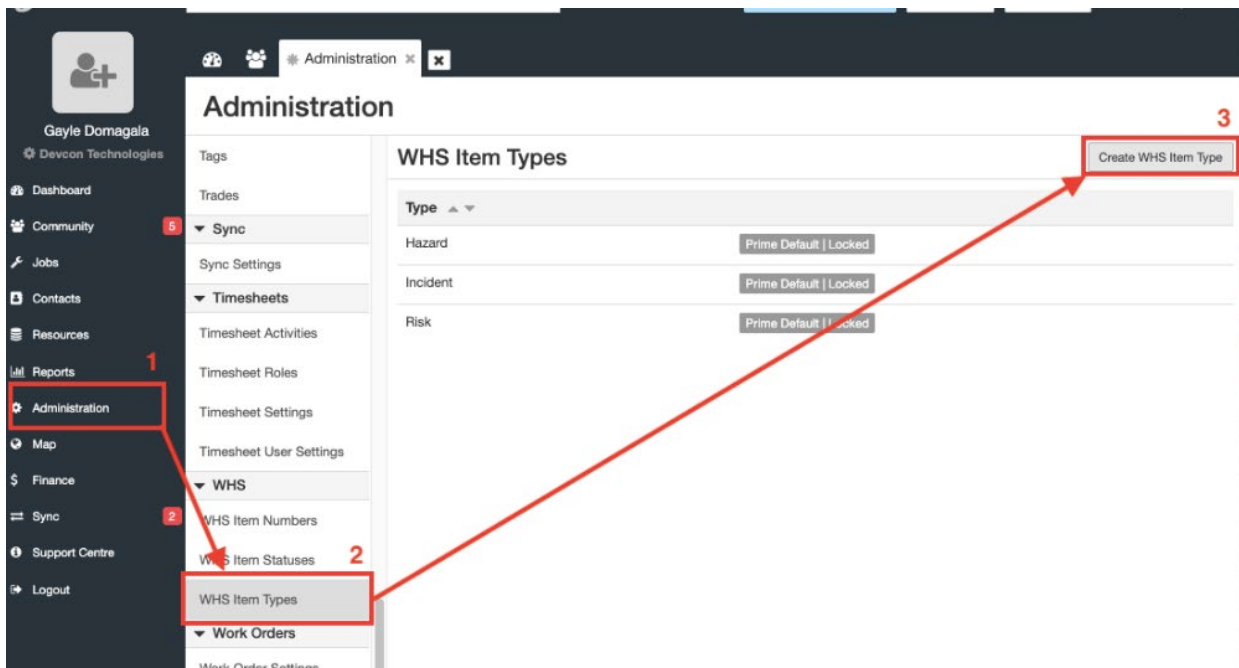 Administration
Administration
3
Gayle Domagala
Devcon Technologies
Dashboard
Community 5
Jobs
Contacts
Resources
Reports
1
Administration
Map
Finance
Sync 2
Support Centre
Logout
Tags
Trades
Sync
Sync Settings
Timesheets
Timesheet Activities
Timesheet Roles
Timesheet Settings
Timesheet User Settings
WHS
WHS Item Numbers
WHS Item Statuses
2
WHS Item Types
Work Orders
Work Order Settings
WHS Item Types
Create WHS Item Type
Type
Hazard Prime Default | Locked
Incident Prime Default | Locked
Risk Prime Default | Locked